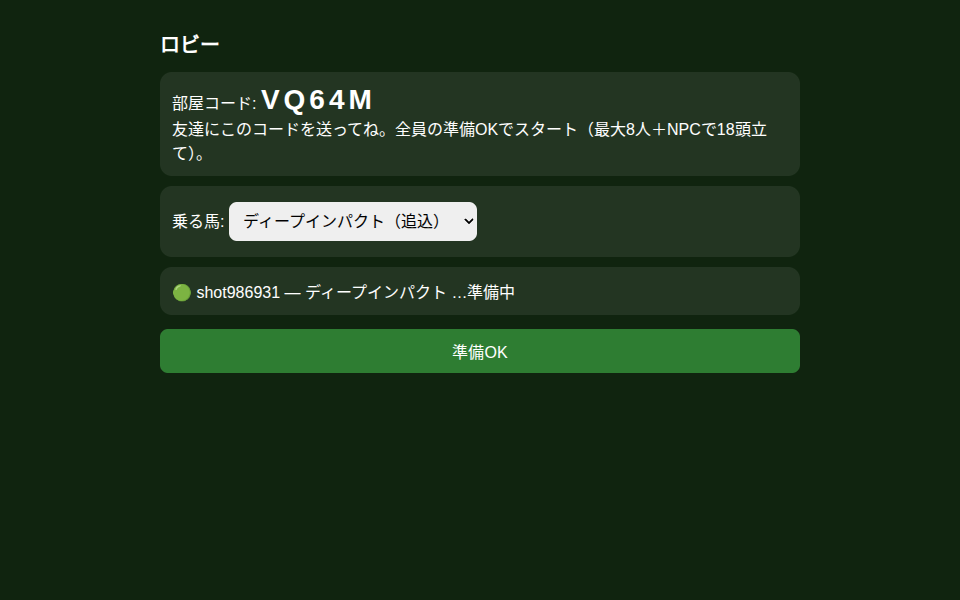 ロビー
部屋コード: VQ64M
友達にこのコードを送ってね。全員の準備OKでスタート（最大8人＋NPCで18頭立
て）。
乗る馬: ディープインパクト（追込）
shot986931 — ディープインパクト …準備中
準備OK